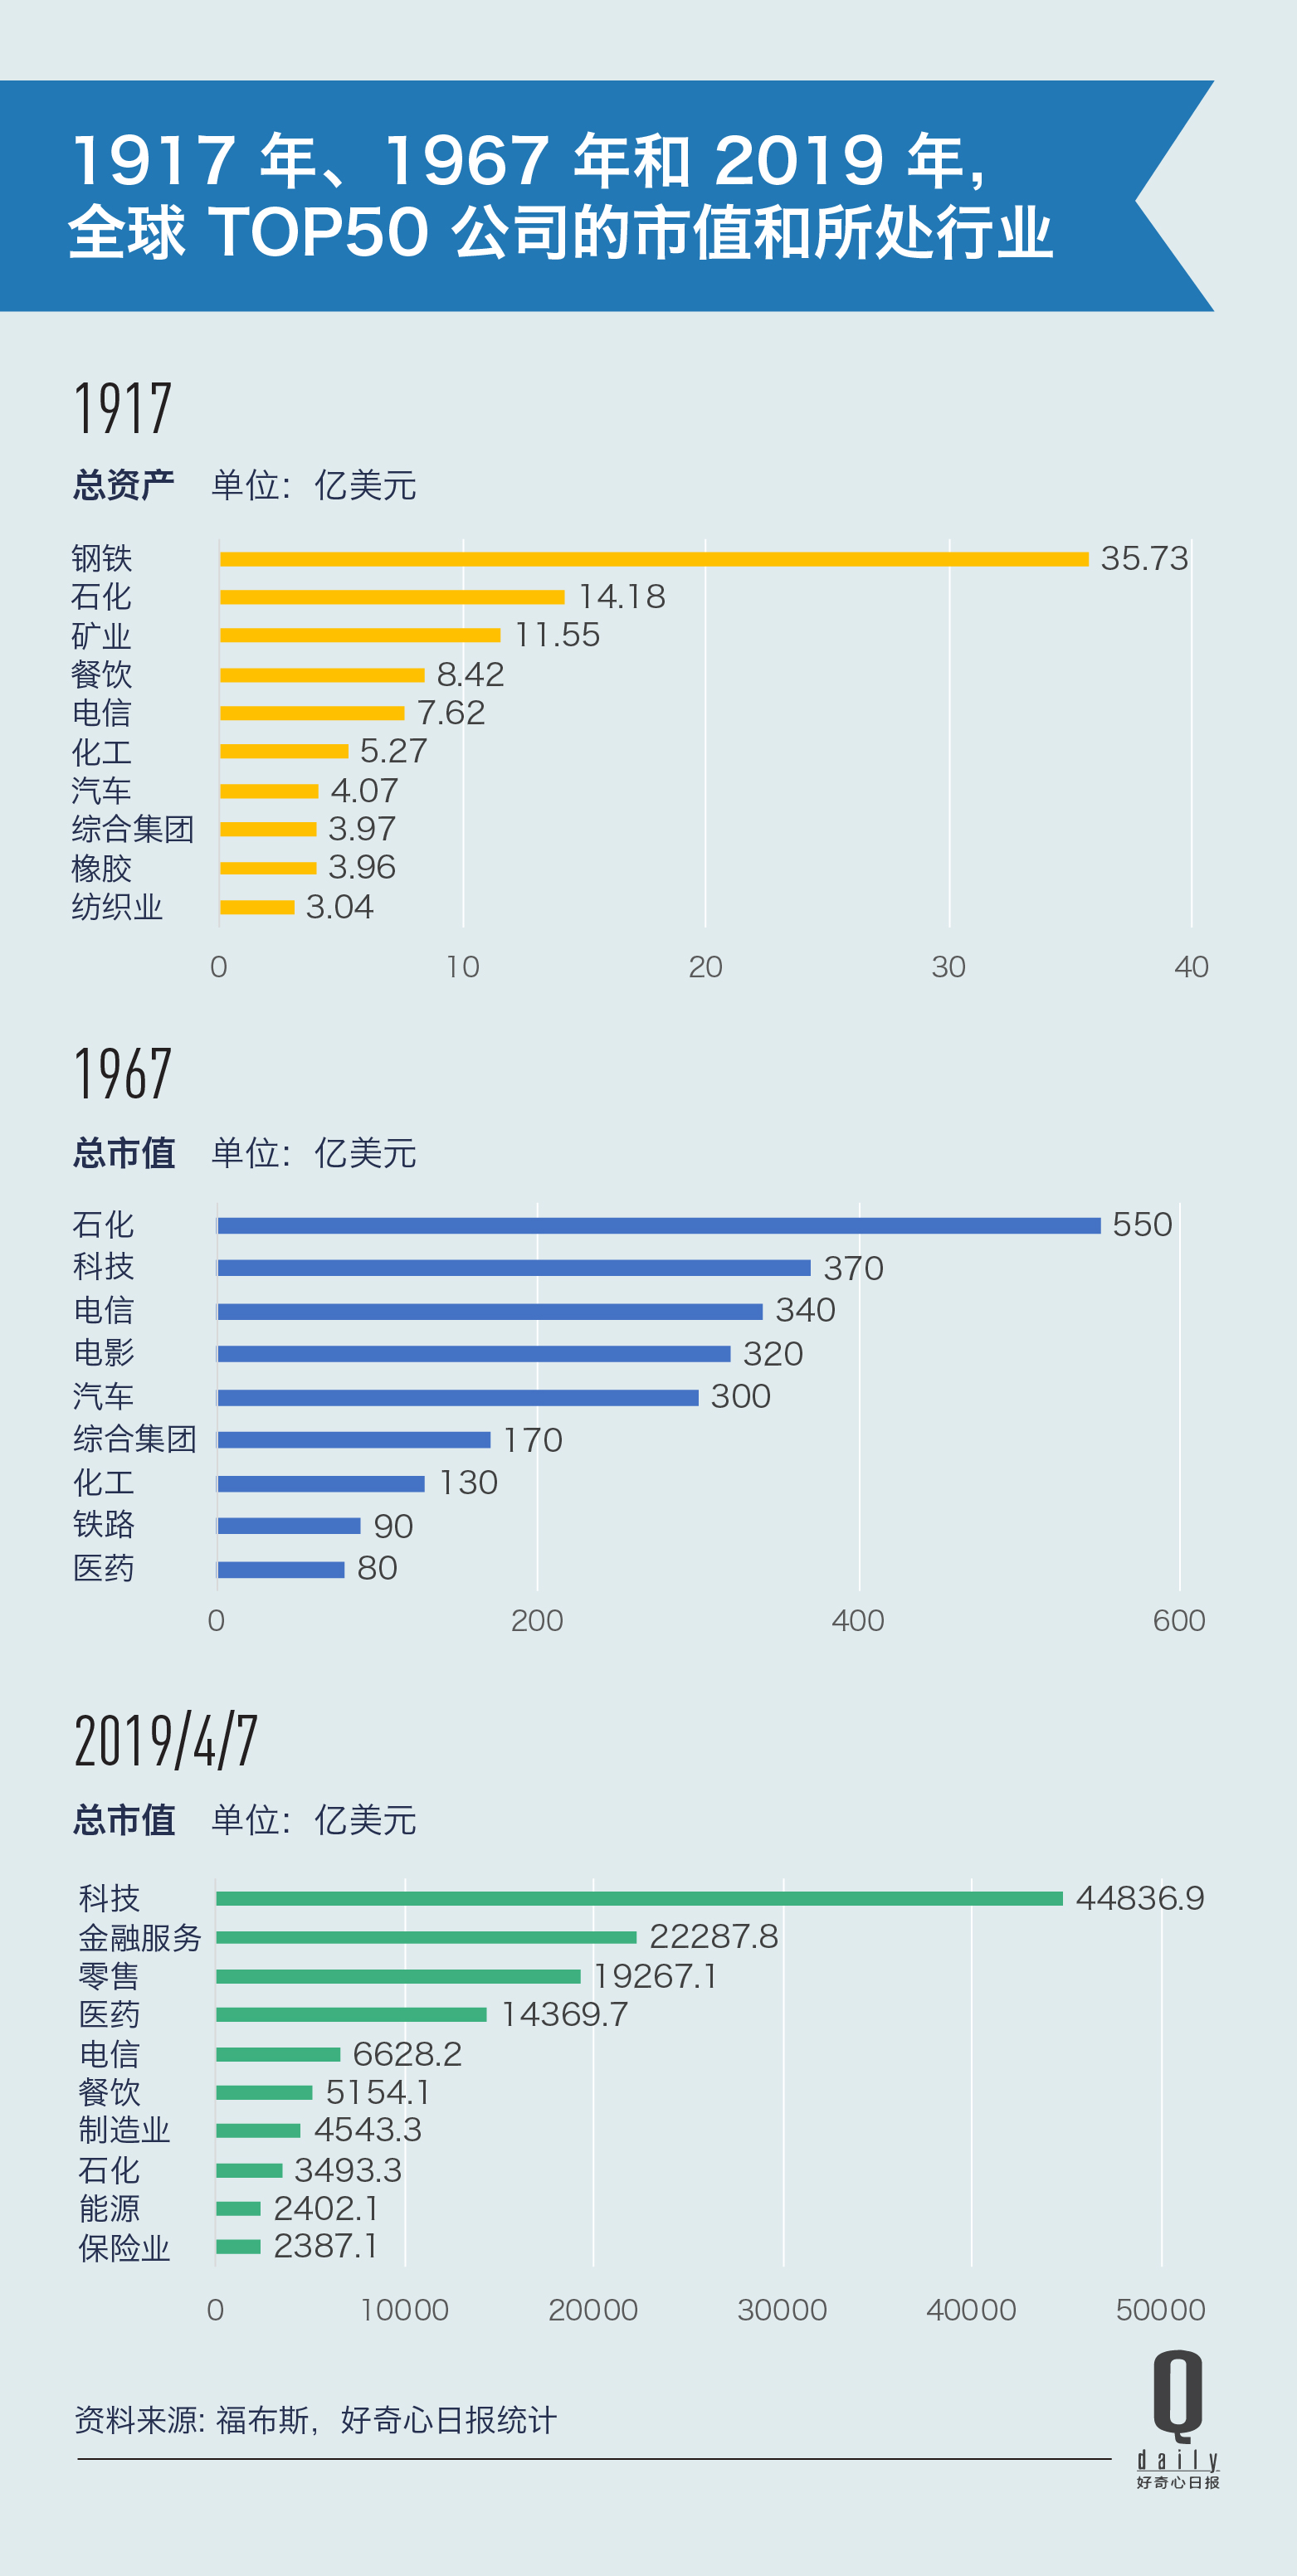 1917 年、1967 年和 2019 年,
全球 TOP50 公司的市值和所处行业
1917
总资产 单位：亿美元
钢铁 35.73
石化 14.18
矿业 11.55
餐饮 8.42
电信 7.62
化工 5.27
汽车 4.07
综合集团 3.97
橡胶 3.96
纺织业 3.04
0 10 20 30 40
1967
总市值 单位：亿美元
石化 550
科技 370
电信 340
电影 320
汽车 300
综合集团 170
化工 130
铁路 90
医药 80
0 200 400 600
2019/4/7
总市值 单位：亿美元
科技 44836.9
金融服务 22287.8
零售 19267.1
医药 14369.7
电信 6628.2
餐饮 5154.1
制造业 4543.3
石化 3493.3
能源 2402.1
保险业 2387.1
0 10000 20000 30000 40000 50000
资料来源: 福布斯，好奇心日报统计
Q
daily
好奇心日报